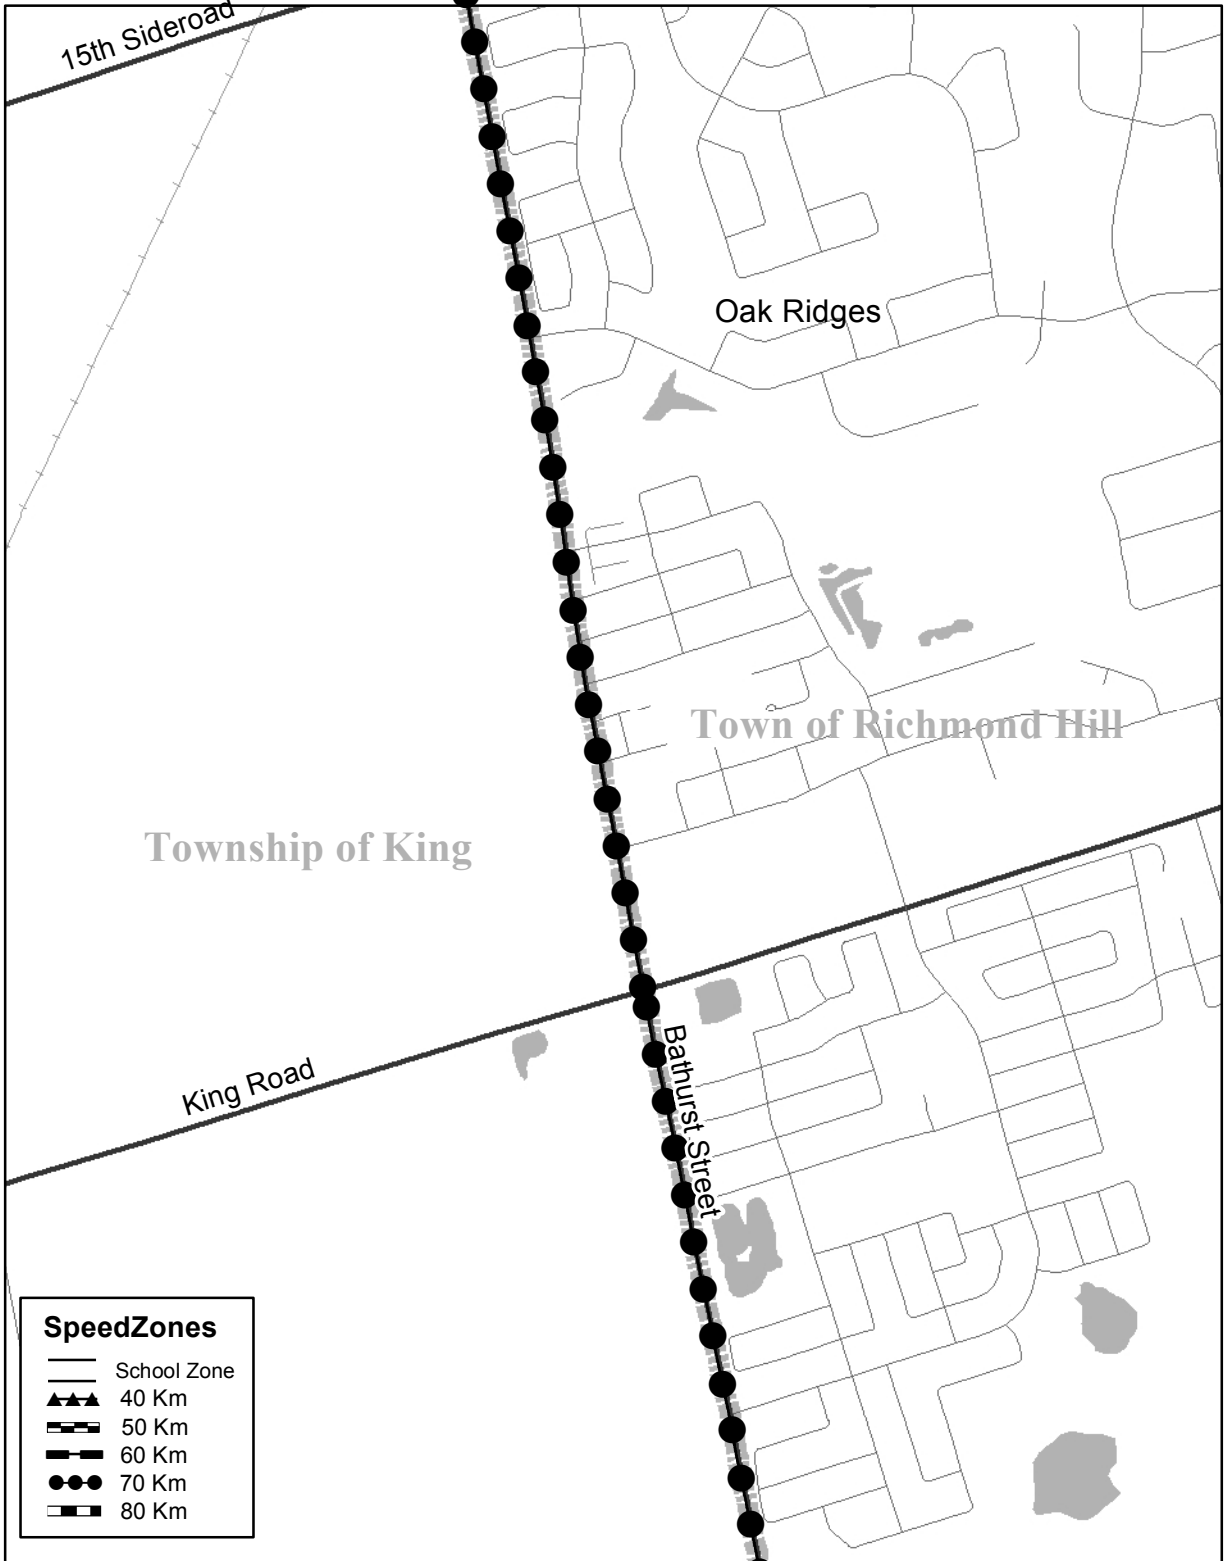 15th Sideroad
Oak Ridges
Town of Richmond Hill
Township of King
King Road
Bathurst Street
SpeedZones
School Zone
40 Km
50 Km
60 Km
70 Km
80 Km